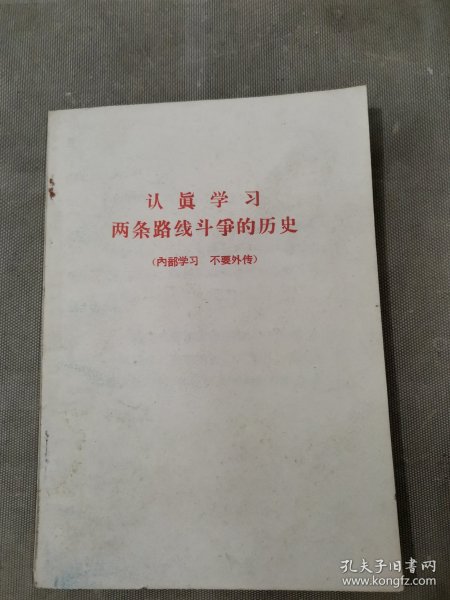 认眞学习
两条路线斗爭的历史
（內部学习 不要外传）
孔夫子旧书网
www.kongfz.com